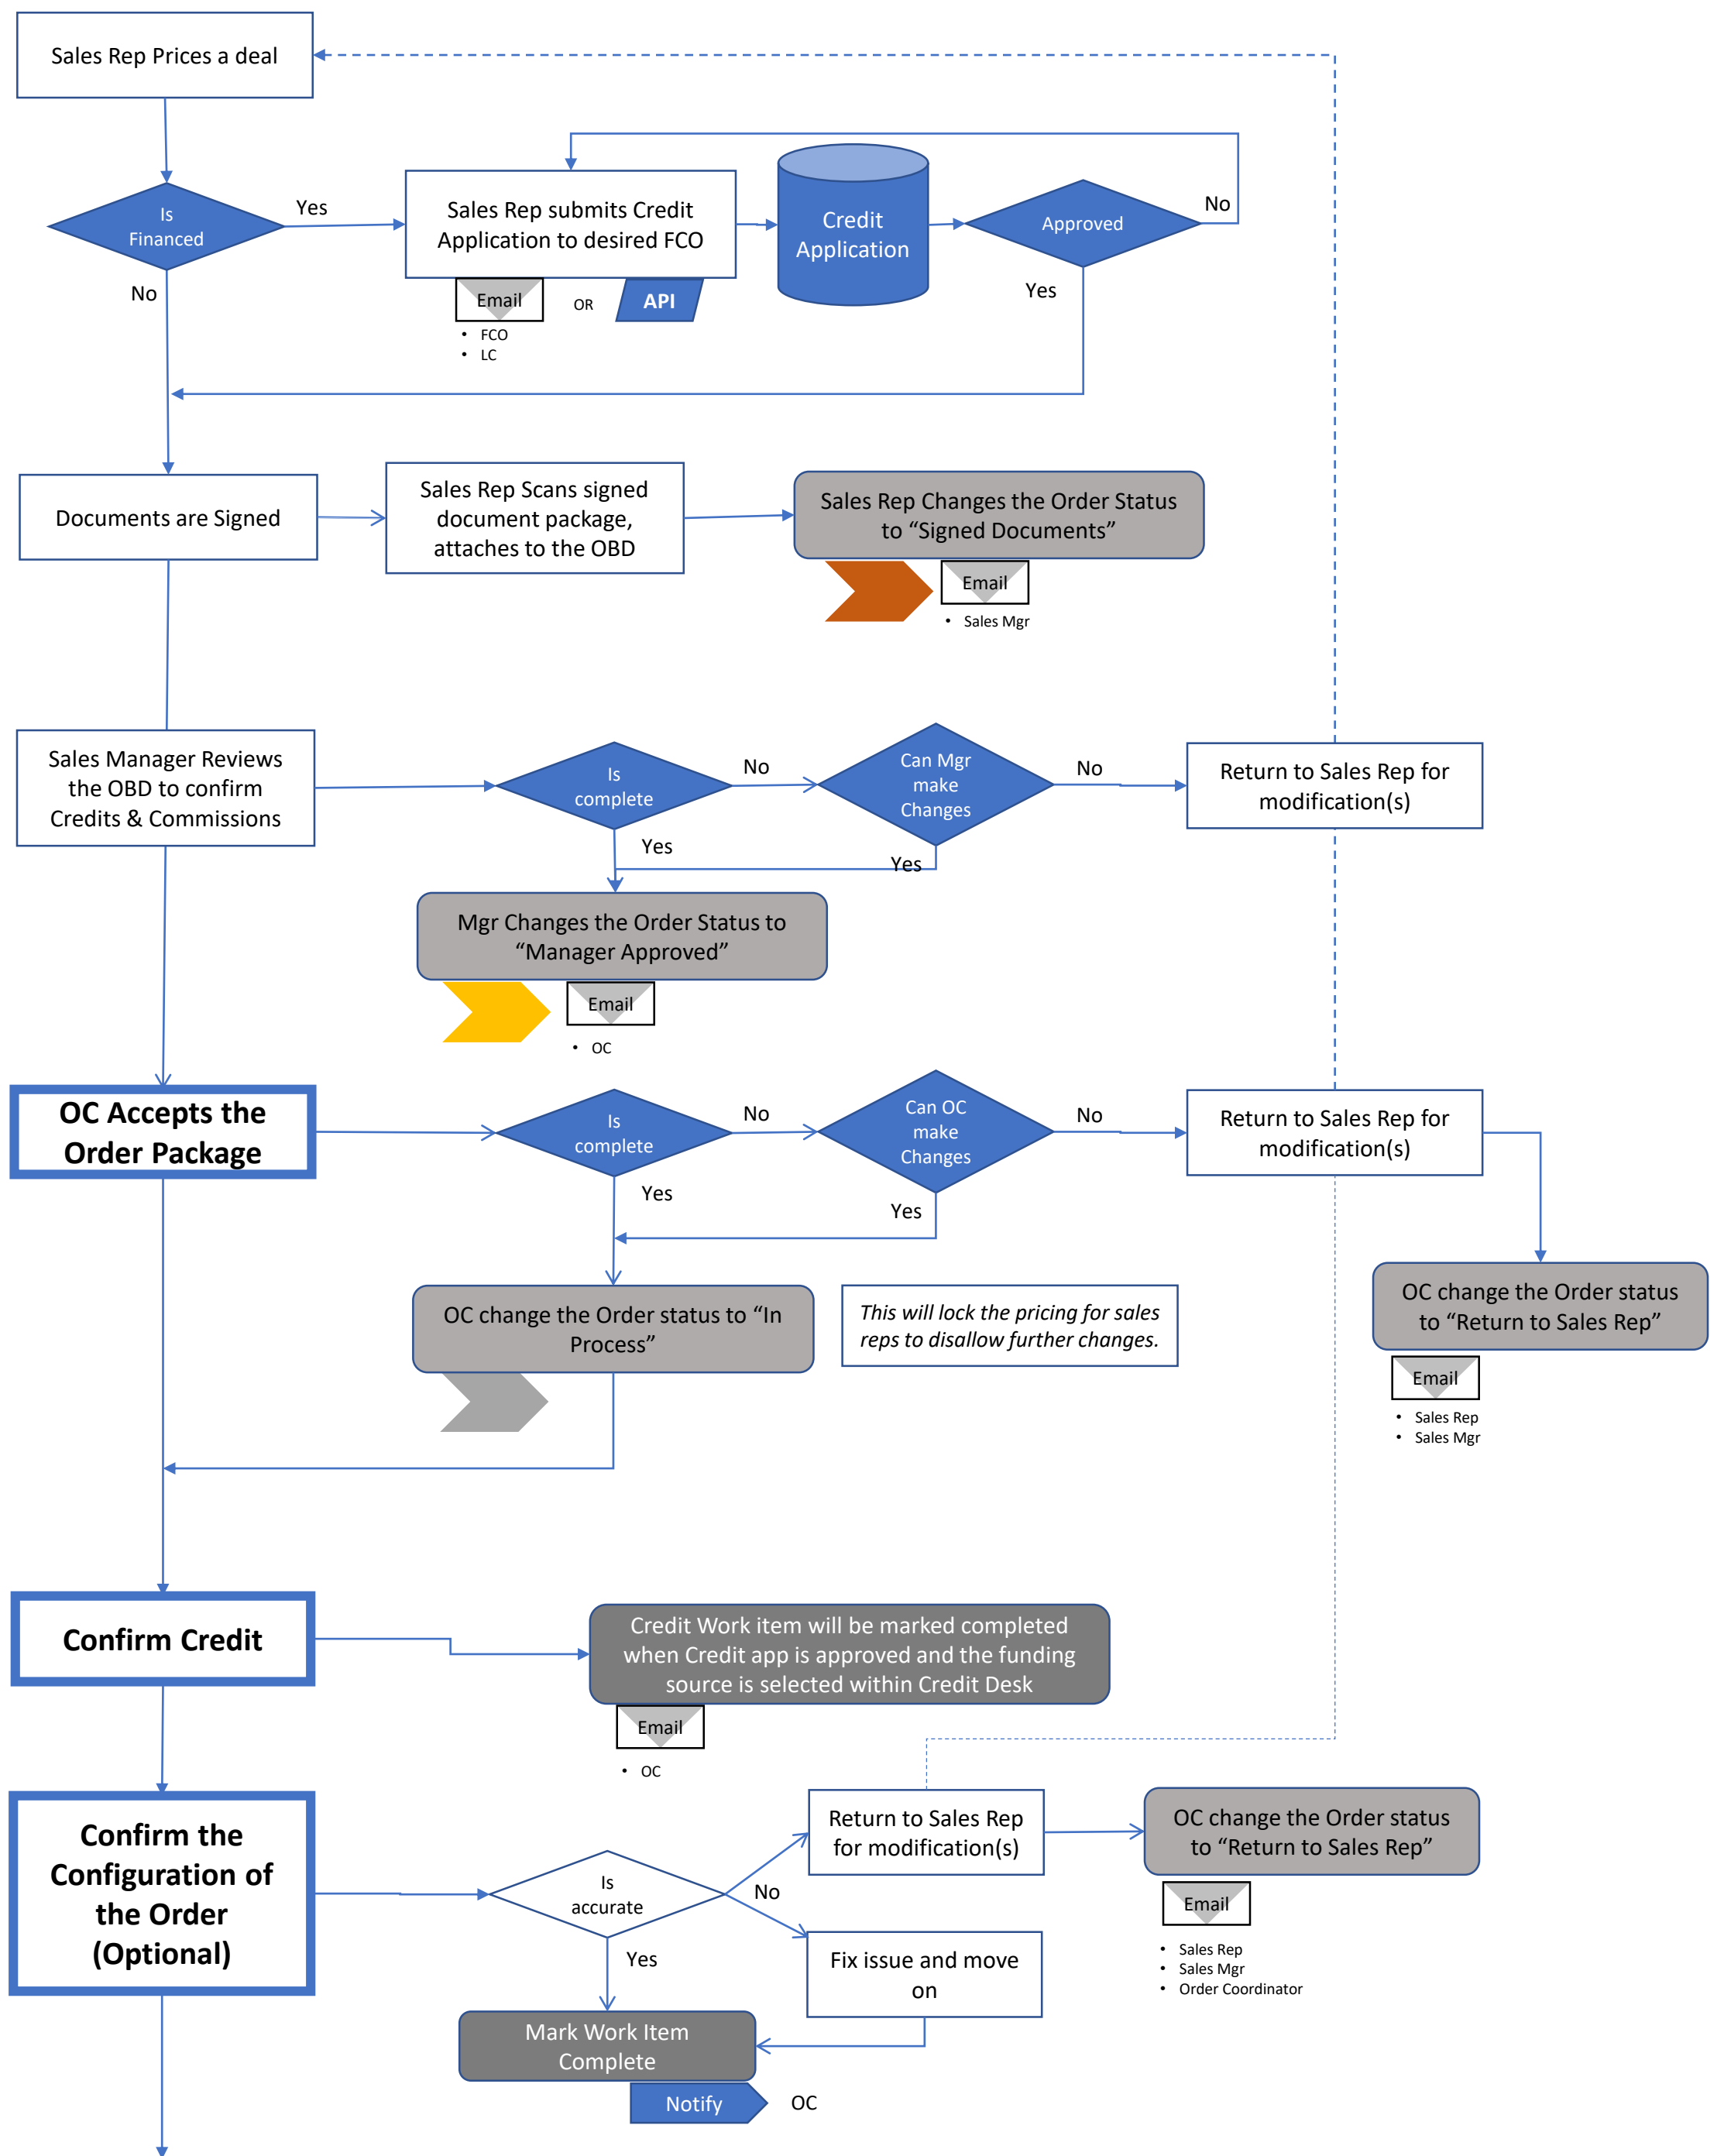 Sales Rep Prices a deal
Is
Financed
Yes
No
Sales Rep submits Credit
Application to desired FCO
Email
OR
API
• FCO
• LC
Credit
Application
Approved
No
Yes
Documents are Signed
Sales Rep Scans signed
document package,
attaches to the OBD
Sales Rep Changes the Order Status
to “Signed Documents”
Email
• Sales Mgr
Sales Manager Reviews
the OBD to confirm
Credits & Commissions
Is
complete
No
Yes
Can Mgr
make
Changes
No
Yes
Return to Sales Rep for
modification(s)
Mgr Changes the Order Status to
“Manager Approved”
Email
• OC
OC Accepts the
Order Package
Is
complete
No
Yes
Can OC
make
Changes
No
Yes
Return to Sales Rep for
modification(s)
OC change the Order status to “In
Process”
This will lock the pricing for sales
reps to disallow further changes.
OC change the Order status
to “Return to Sales Rep”
Email
• Sales Rep
• Sales Mgr
Confirm Credit
Credit Work item will be marked completed
when Credit app is approved and the funding
source is selected within Credit Desk
Email
• OC
Confirm the
Configuration of
the Order
(Optional)
Is
accurate
No
Yes
Return to Sales Rep
for modification(s)
OC change the Order status
to “Return to Sales Rep”
Email
• Sales Rep
• Sales Mgr
• Order Coordinator
Fix issue and move
on
Mark Work Item
Complete
Notify
OC